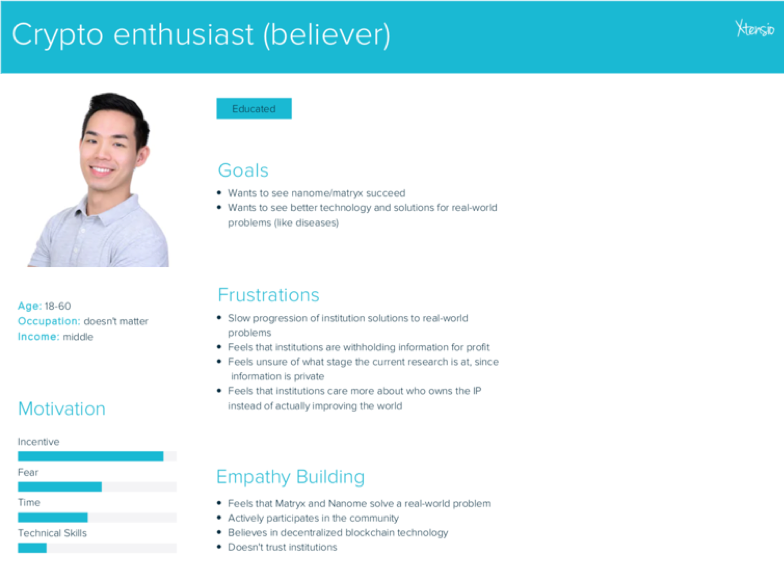 Crypto enthusiast (believer)
Xtensio
Educated
Goals
• Wants to see nanome/matryx succeed
• Wants to see better technology and solutions for real-world
problems (like diseases)
Age: 18-60
Occupation: doesn't matter
Income: middle
Frustrations
• Slow progression of institution solutions to real-world
problems
• Feels that institutions are withholding information for profit
• Feels unsure of what stage the current research is at, since
information is private
• Feels that institutions care more about who owns the IP
instead of actually improving the world
Motivation
Incentive
Fear
Time
Technical Skills
Empathy Building
• Feels that Matryx and Nanome solve a real-world problem
• Actively participates in the community
• Believes in decentralized blockchain technology
• Doesn't trust institutions